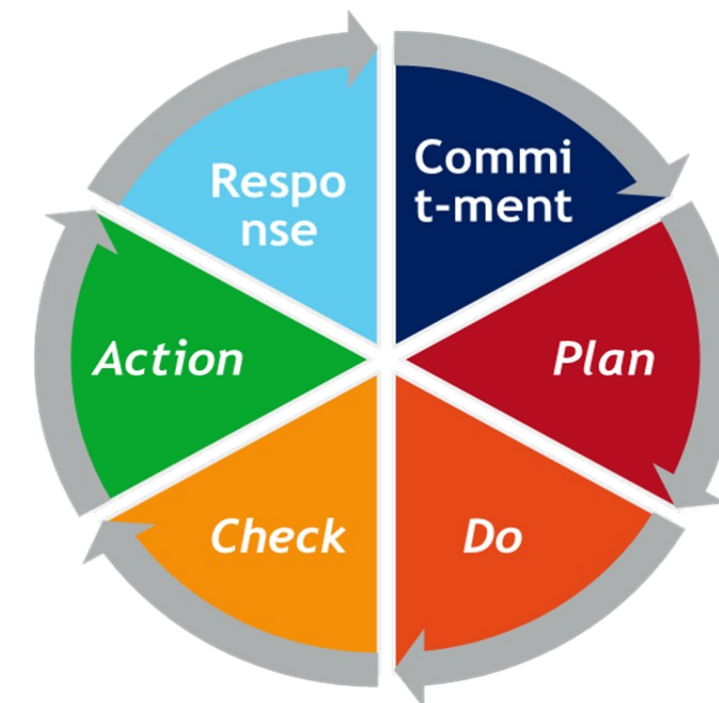 Commi
t-ment
Plan
Do
Check
Action
Respo
nse